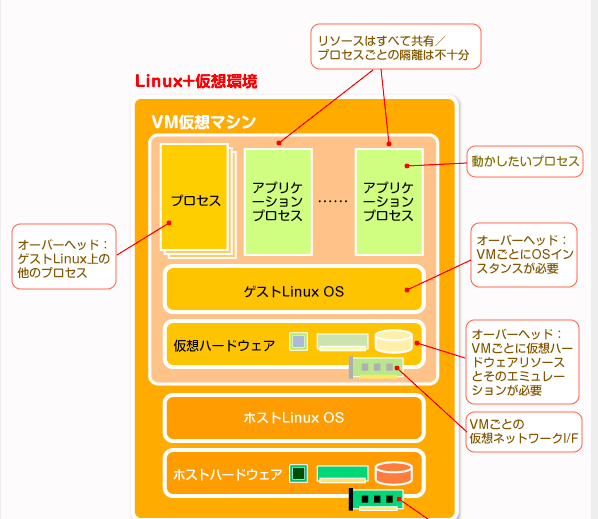 リソースはすべて共有／
プロセスごとの隔離は不十分
Linux+仮想環境
VM仮想マシン
プロセス
アプリケ
ーション
プロセス
……
アプリケ
ーション
プロセス
動かしたいプロセス
オーバーヘッド：
ゲストLinux上の
他のプロセス
オーバーヘッド：
VMごとにOSイン
スタンスが必要
ゲストLinux OS
仮想ハードウェア
オーバーヘッド：
VMごとに仮想ハー
ドウェアリソース
とそのエミュレー
ションが必要
ホストLinux OS
VMごとの
仮想ネットワークI/F
ホストハードウェア